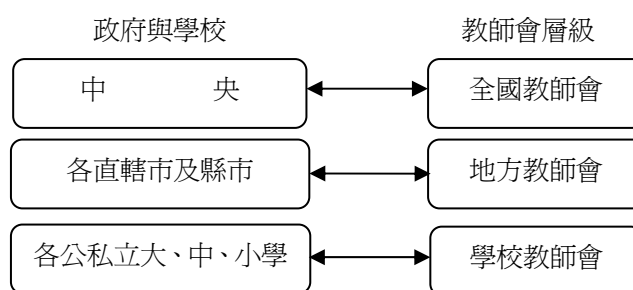 政府與學校 教師會層級
中 央 全國教師會
各直轄市及縣市 地方教師會
各公私立大、中、小學 學校教師會